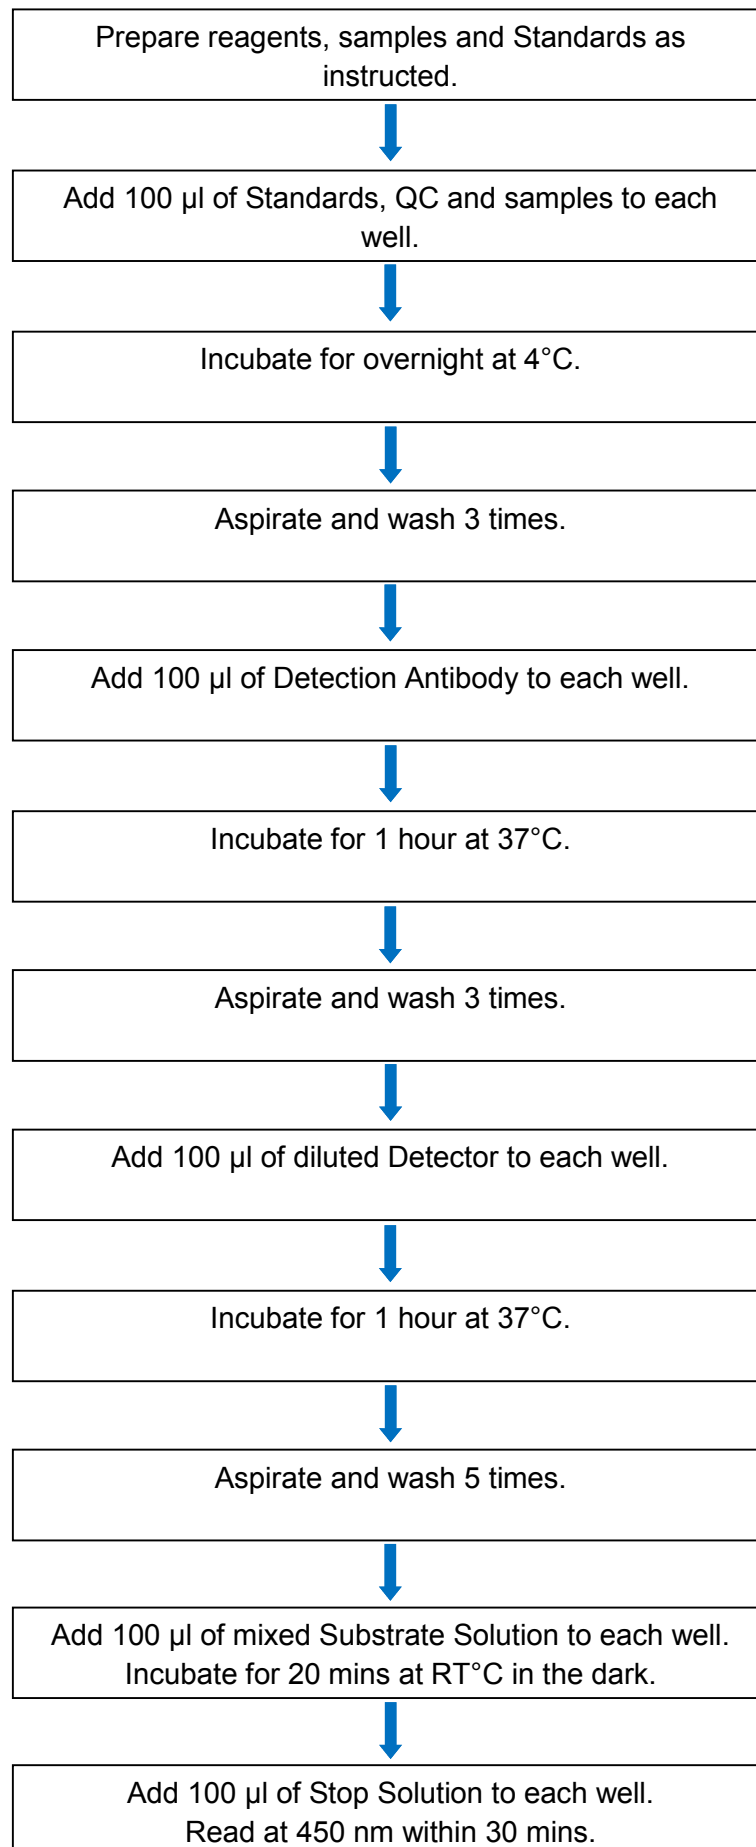 Prepare reagents, samples and Standards as
instructed.
Add 100 µl of Standards, QC and samples to each
well.
Incubate for overnight at 4°C.
Aspirate and wash 3 times.
Add 100 µl of Detection Antibody to each well.
Incubate for 1 hour at 37°C.
Aspirate and wash 3 times.
Add 100 µl of diluted Detector to each well.
Incubate for 1 hour at 37°C.
Aspirate and wash 5 times.
Add 100 µl of mixed Substrate Solution to each well.
Incubate for 20 mins at RT°C in the dark.
Add 100 µl of Stop Solution to each well.
Read at 450 nm within 30 mins.